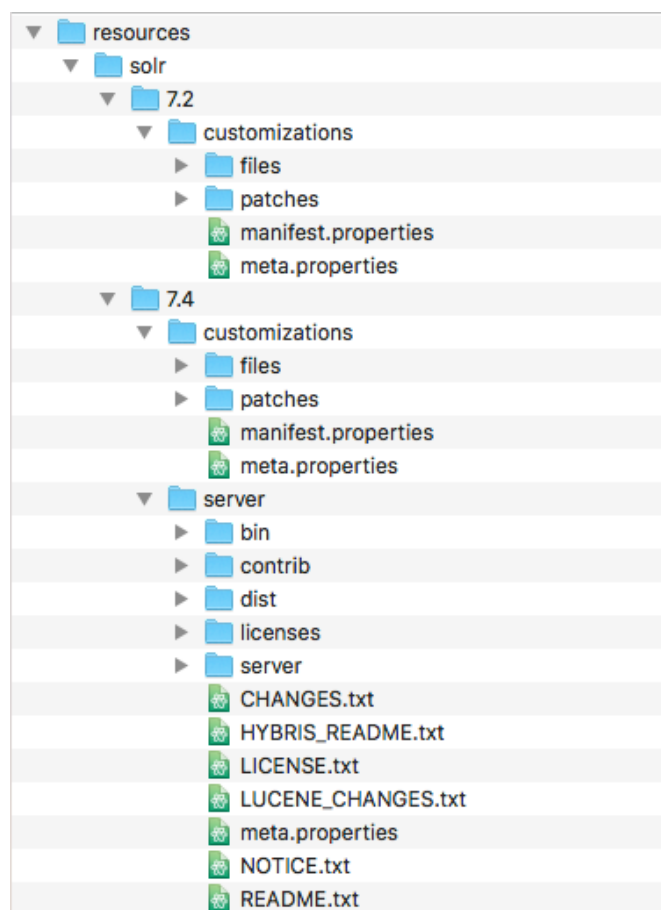 resources
solr
7.2
customizations
files
patches
manifest.properties
meta.properties
7.4
customizations
files
patches
manifest.properties
meta.properties
server
bin
contrib
dist
licenses
server
CHANGES.txt
HYBRIS_README.txt
LICENSE.txt
LUCENE_CHANGES.txt
meta.properties
NOTICE.txt
README.txt